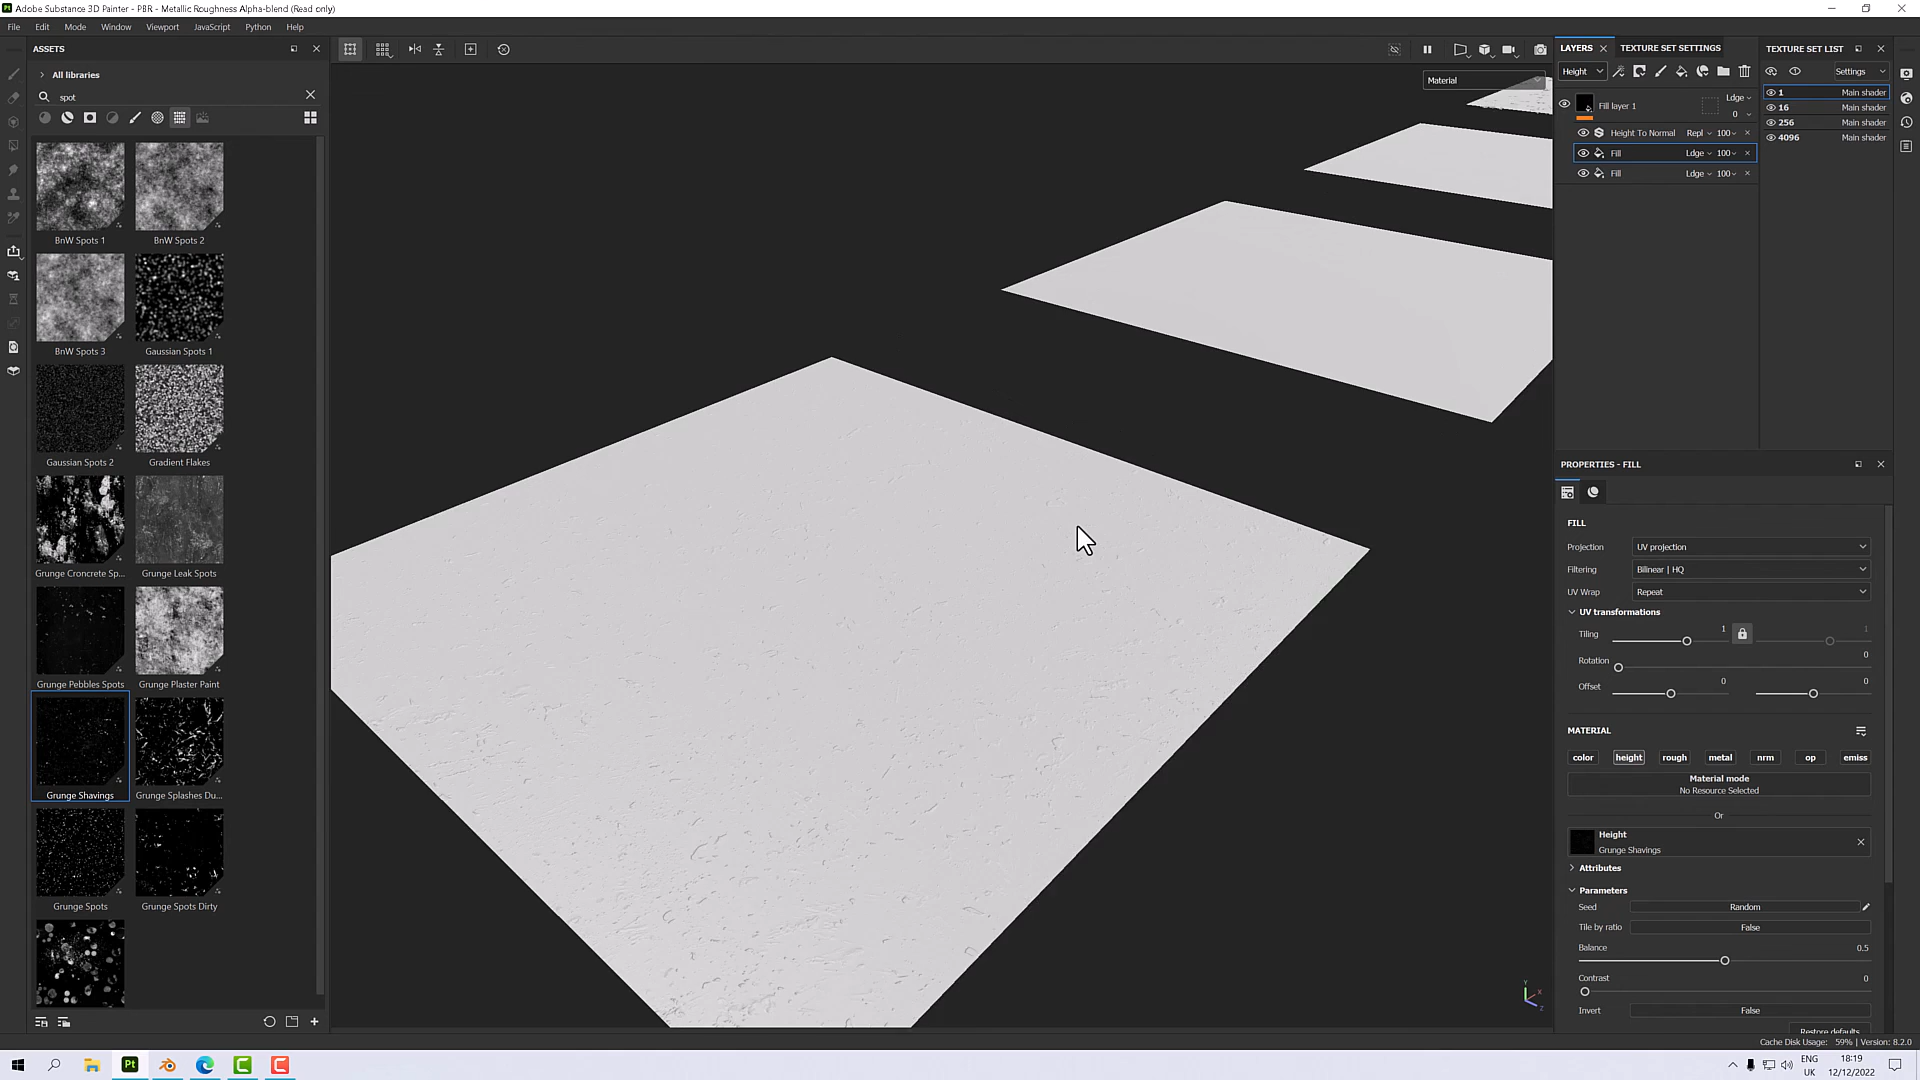 Adobe Substance 3D Painter - PBR - Metallic Roughness Alpha-blend (Read only)
File Edit Mode Window Viewport JavaScript Python Help
ASSETS
All libraries
spot
BnW Spots 1
BnW Spots 2
BnW Spots 3
Gaussian Spots 1
Gaussian Spots 2
Gradient Flakes
Grunge Croncrete Sp...
Grunge Leak Spots
Grunge Pebbles Spots
Grunge Plaster Paint
Grunge Shavings
Grunge Splashes Du...
Grunge Spots
Grunge Spots Dirty
Material
LAYERS
TEXTURE SET SETTINGS
Height
Fill layer 1
Ldge
0
Height To Normal Repl 100
Fill Ldge 100
Fill Ldge 100
TEXTURE SET LIST
Settings
1 Main shader
16 Main shader
256 Main shader
4096 Main shader
PROPERTIES - FILL
FILL
Projection UV projection
Filtering Bilinear | HQ
UV Wrap Repeat
UV transformations
Tiling 1 1
Rotation 0
Offset 0 0
MATERIAL
color height rough metal nrm op emiss
Material mode
No Resource Selected
Or
Height
Grunge Shavings
Attributes
Parameters
Seed Random
Tile by ratio False
Balance 0.5
Contrast 0
Invert False
Restore defaults
Cache Disk Usage: 59% | Version: 8.2.0
Y
X
Z
Pt
ENG
UK
18:19
12/12/2022